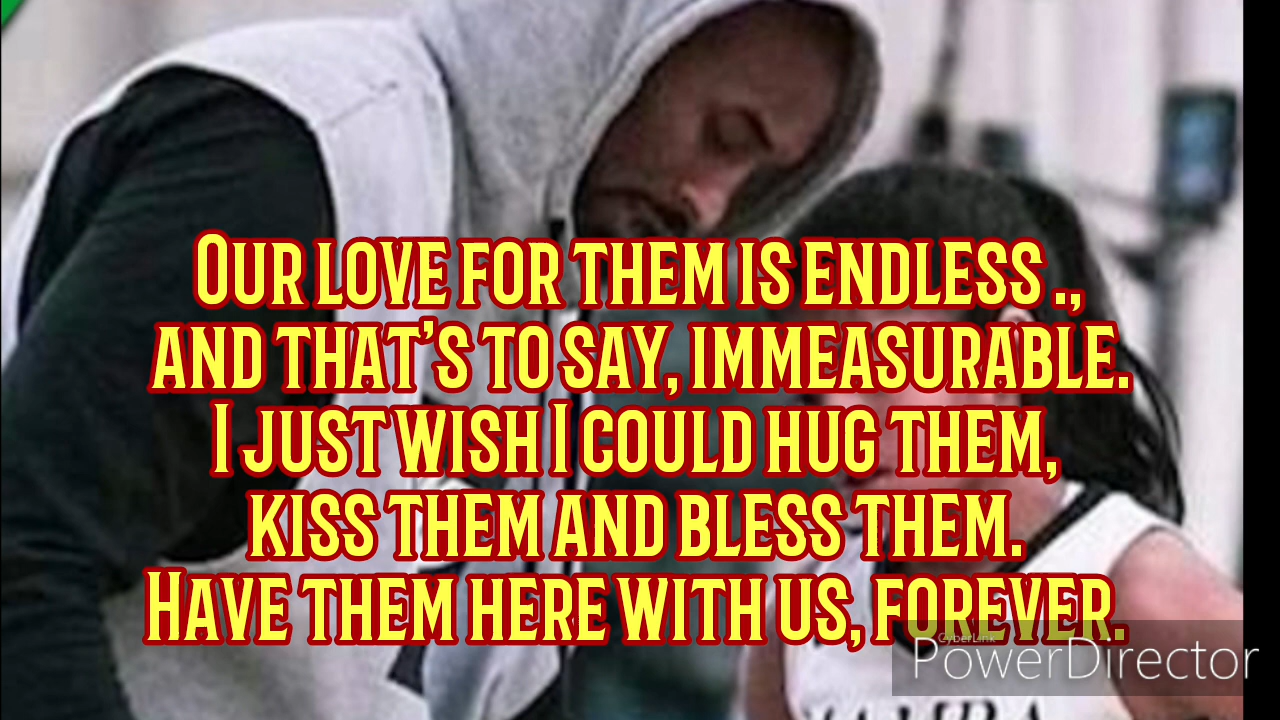 Our love for them is endless .,
and that's to say, immeasurable.
I just wish I could hug them,
kiss them and bless them.
Have them here with us, forever.
CyberLink
PowerDirector